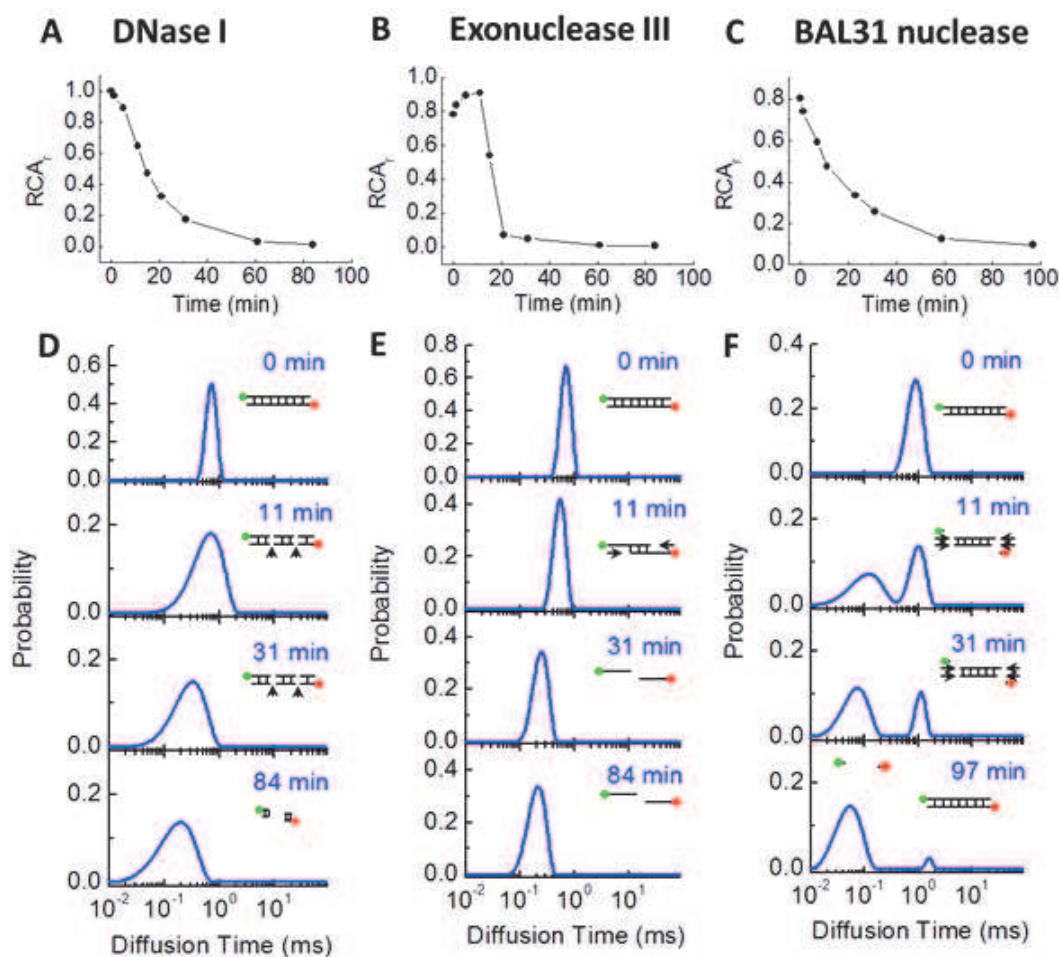 A DNase I
B Exonuclease III
C BAL31 nuclease
1.0
0.8
0.6
0.4
0.2
0.0
RCAr
0 20 40 60 80 100
Time (min)
1.0
0.8
0.6
0.4
0.2
0.0
RCAr
0 20 40 60 80 100
Time (min)
0.8
0.6
0.4
0.2
0.0
RCAr
0 20 40 60 80 100
Time (min)
D
0 min
0.6
0.4
0.2
0.0
11 min
0.2
0.0
31 min
0.2
0.0
84 min
0.2
0.0
Probability
10-2 10-1 100 101
Diffusion Time (ms)
E
0 min
0.8
0.6
0.4
0.2
0.0
11 min
0.4
0.2
0.0
31 min
0.4
0.2
0.0
84 min
0.4
0.2
0.0
Probability
10-2 10-1 100 101
Diffusion Time (ms)
F
0 min
0.4
0.2
0.0
11 min
0.2
0.0
31 min
0.2
0.0
97 min
0.2
0.0
Probability
10-2 10-1 100 101
Diffusion Time (ms)